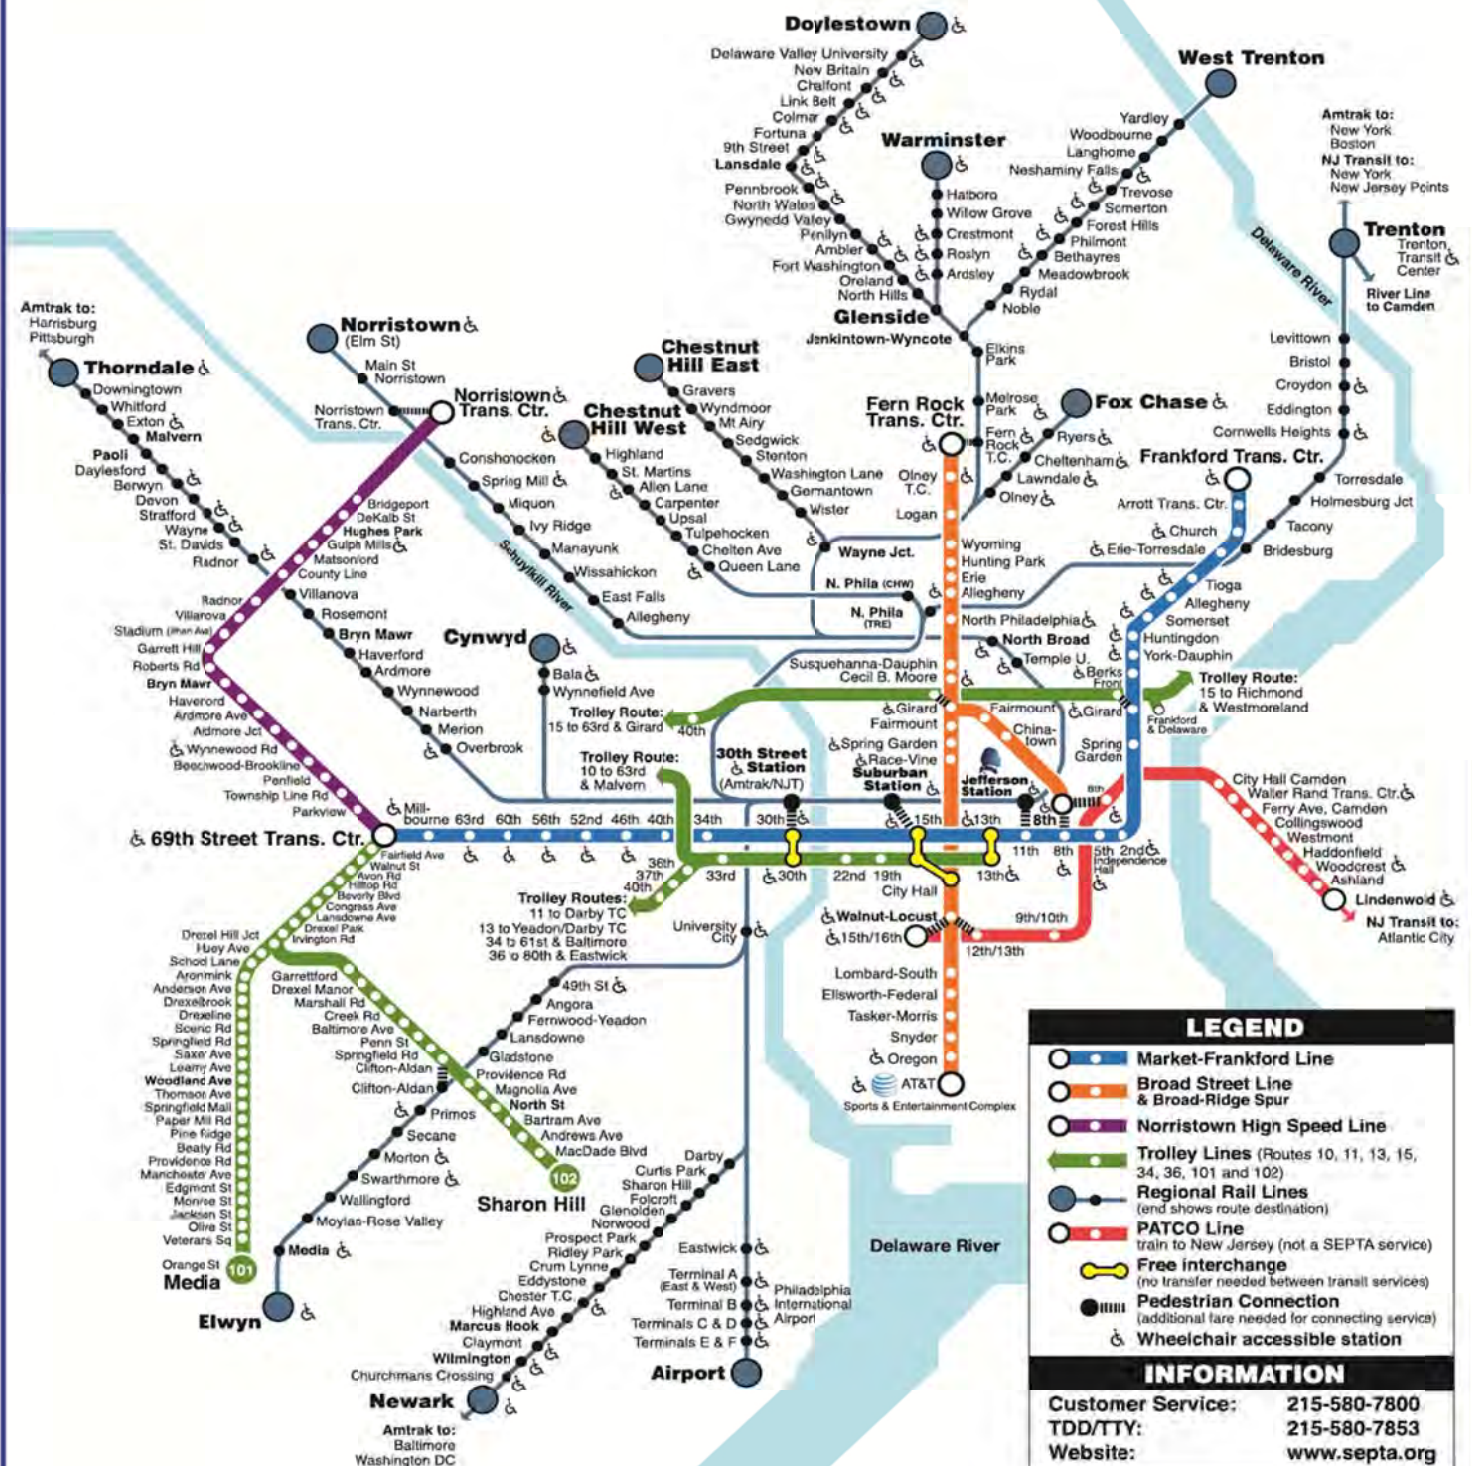 Doylestown
Delaware Valley University
New Britain
Chalfont
Link Belt
Colmar
Fortuna
9th Street
Lansdale
Pennbrook
North Wales
Gwynedd Valley
Penllyn
Ambler
Fort Washington
Oreland
North Hills
Glenside
Jenkintown-Wyncote
Warminster
Hatboro
Willow Grove
Crestmont
Roslyn
Ardsley
West Trenton
Yardley
Woodbourne
Langhorne
Neshaminy Falls
Trevose
Somerton
Forest Hills
Philmont
Bethayres
Meadowbrook
Rydal
Noble
Elkins
Park
Melrose
Park
Fern
Rock
T.C.
Amtrak to:
New York
Boston
NJ Transit to:
New York
New Jersey Points
Trenton
Trenton
Transit
Center
River Line
to Camden
Delaware River
Levittown
Bristol
Croydon
Eddington
Cornwells Heights
Torresdale
Holmesburg Jct
Tacony
Bridesburg
Amtrak to:
Harrisburg
Pittsburgh
Thorndale
Downingtown
Whitford
Exton
Malvern
Paoli
Daylesford
Berwyn
Devon
Strafford
Wayne
St. Davids
Radnor
Villanova
Rosemont
Bryn Mawr
Haverford
Ardmore
Wynnewood
Narberth
Merion
Overbrook
Norristown
(Elm St)
Main St
Norristown
Norristown
Trans. Ctr.
Norristown
Trans. Ctr.
Conshohocken
Spring Mill
Miquon
Ivy Ridge
Manayunk
Wissahickon
East Falls
Allegheny
Schuylkill River
Chestnut
Hill East
Gravers
Wyndmoor
Mt Airy
Sedgwick
Stenton
Washington Lane
Germantown
Wister
Wayne Jct.
Chestnut
Hill West
Highland
St. Martins
Allen Lane
Carpenter
Upsal
Tulpehocken
Chelten Ave
Queen Lane
N. Phila (CHW)
N. Phila
(TRE)
Fox Chase
Ryers
Cheltenham
Lawndale
Olney
Fern Rock
Trans. Ctr.
Olney
T.C.
Logan
Wyoming
Hunting Park
Erie
Allegheny
North Philadelphia
North Broad
Temple U.
Susquehanna-Dauphin
Cecil B. Moore
Girard
Fairmount
Spring Garden
Race-Vine
Fairmount
China-
town
Frankford Trans. Ctr.
Arrott Trans. Ctr.
Church
Erie-Torresdale
Tioga
Allegheny
Somerset
Huntingdon
York-Dauphin
Berks
Front
Girard
Spring
Garden
Frankford
& Delaware
Trolley Route:
15 to Richmond
& Westmoreland
Bridgeport
DeKalb St
Hughes Park
Gulph Mills
Matsonford
County Line
Radnor
Villanova
Stadium (Ithan Ave)
Garrett Hill
Roberts Rd
Bryn Mawr
Haverord
Ardmore Ave
Ardmore Jct
Wynnewood Rd
Beechwood-Brookline
Penfield
Township Line Rd
Parkview
Cynwyd
Bala
Wynnefield Ave
Trolley Route:
15 to 63rd & Girard
40th
Trolley Route:
10 to 63rd
& Malvern
30th Street
Station
(Amtrak/NJT)
Suburban
Station
Jefferson
Station
8th
69th Street Trans. Ctr.
Mill-
bourne
63rd
60th
56th
52nd
46th
40th
34th
30th
15th
13th
11th
8th
8th
5th
Independence
Hall
2nd
36th
37th
40th
33rd
30th
22nd
19th
City Hall
13th
Trolley Routes:
11 to Darby TC
13 to Yeadon/Darby TC
34 to 61st & Baltimore
36 to 80th & Eastwick
University
City
Walnut-Locust
15th/16th
12th/13th
9th/10th
Lombard-South
Ellsworth-Federal
Tasker-Morris
Snyder
Oregon
AT&T
Sports & Entertainment Complex
City Hall Camden
Walter Rand Trans. Ctr.
Ferry Ave, Camden
Collingswood
Westmont
Haddonfield
Woodcrest
Ashland
Lindenwold
NJ Transit to:
Atlantic City
Fairfield Ave
Walnut St
Avon Rd
Hilltop Rd
Beverly Blvd
Congress Ave
Lansdowne Ave
Drexel Park
Irvington Rd
Drexel Hill Jct
Huey Ave
School Lane
Aronmink
Anderson Ave
Drexelbrook
Drexeline
Scenic Rd
Springfield Rd
Saxer Ave
Leamy Ave
Woodland Ave
Thomson Ave
Springfield Mall
Paper Mill Rd
Pine Ridge
Beatty Rd
Providence Rd
Manchester Ave
Edgmont St
Monroe St
Jackson St
Olive St
Veterans Sq
Orange St
Media
101
Garrettford
Drexel Manor
Marshall Rd
Creek Rd
Baltimore Ave
Penn St
Springfield Rd
Clifton-Aldan
Providence Rd
Magnolia Ave
North St
Bartram Ave
Andrews Ave
MacDade Blvd
102
Sharon Hill
49th St
Angora
Fernwood-Yeadon
Lansdowne
Gladstone
Clifton-Aldan
Primos
Secane
Morton
Swarthmore
Wallingford
Moylan-Rose Valley
Media
Elwyn
Darby
Curtis Park
Sharon Hill
Folcroft
Glenolden
Norwood
Prospect Park
Ridley Park
Crum Lynne
Eddystone
Chester T.C.
Highland Ave
Marcus Hook
Claymont
Wilmington
Churchmans Crossing
Newark
Amtrak to:
Baltimore
Washington DC
Eastwick
Terminal A
(East & West)
Terminal B
Terminals C & D
Terminals E & F
Philadelphia
International
Airport
Airport
Delaware River
LEGEND
Market-Frankford Line
Broad Street Line
& Broad-Ridge Spur
Norristown High Speed Line
Trolley Lines (Routes 10, 11, 13, 15,
34, 36, 101 and 102)
Regional Rail Lines
(end shows route destination)
PATCO Line
train to New Jersey (not a SEPTA service)
Free interchange
(no transfer needed between transit services)
Pedestrian Connection
(additional fare needed for connecting service)
Wheelchair accessible station
INFORMATION
Customer Service: 215-580-7800
TDD/TTY: 215-580-7853
Website: www.septa.org